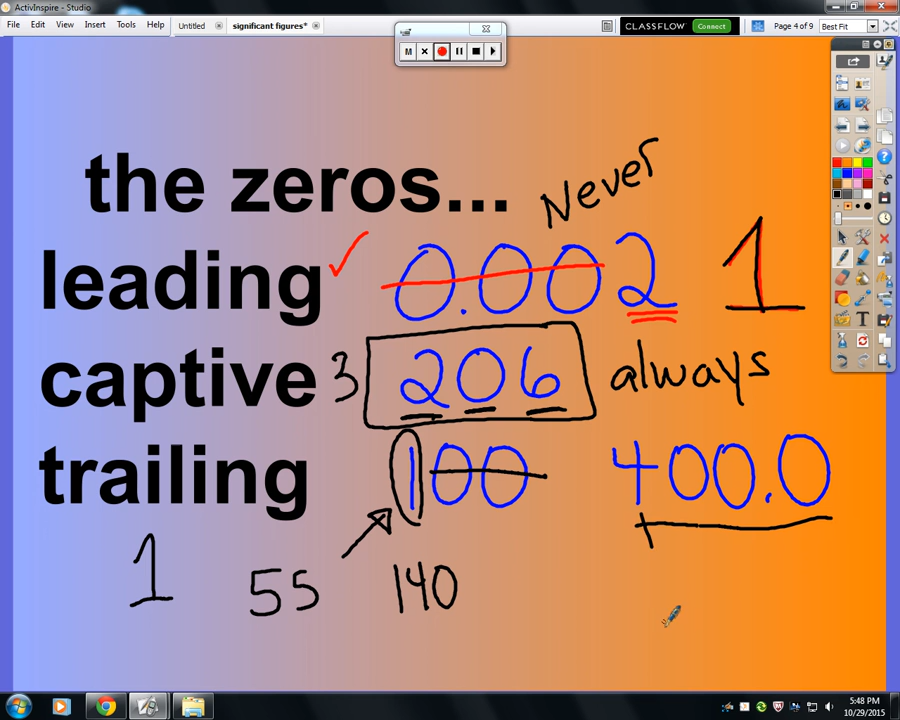 ActivInspire - Studio
File Edit View Insert Tools Help Untitled significant figures* CLASSFLOW Connect Page 4 of 9 Best Fit
M
the zeros...
Never
leading 0.002 1
captive 3 206 always
trailing 100 400.0
1 55 140
5:48 PM
10/29/2015